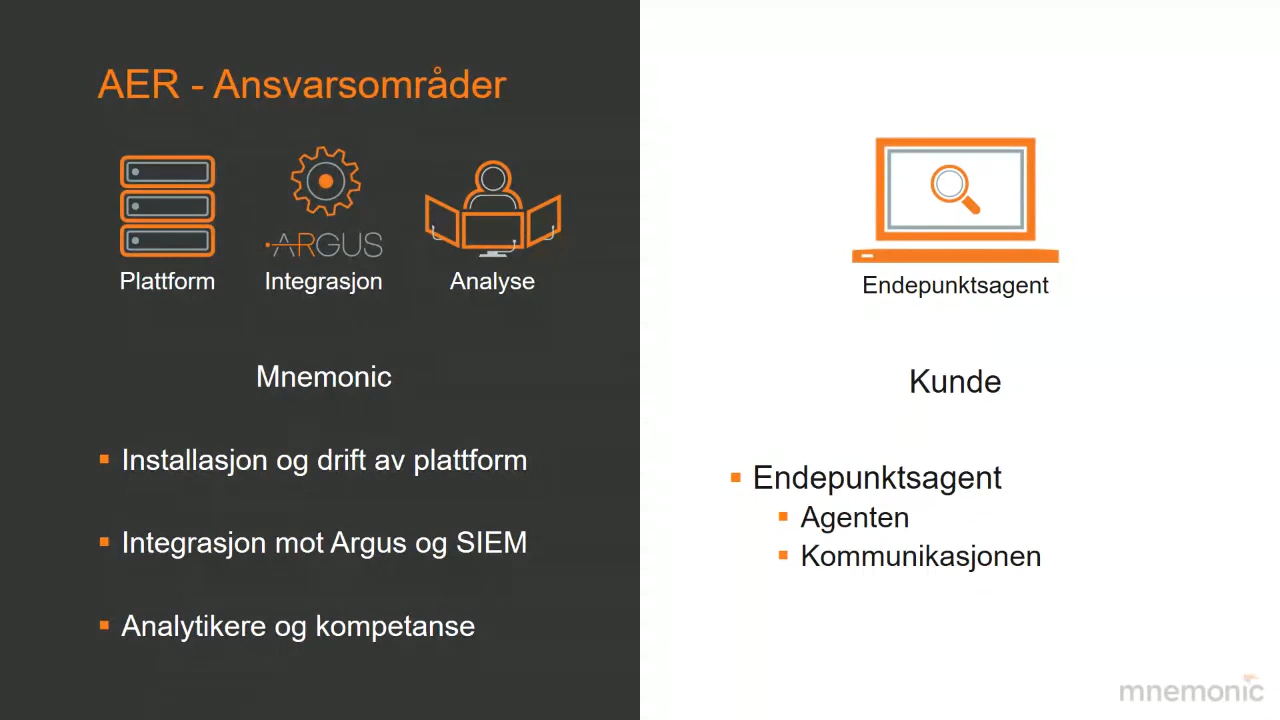 AER - Ansvarsområder
ARGUS
Plattform
Integrasjon
Analyse
Mnemonic
Installasjon og drift av plattform
Integrasjon mot Argus og SIEM
Analytikere og kompetanse
Endepunktsagent
Kunde
Endepunktsagent
Agenten
Kommunikasjonen
mnemonic